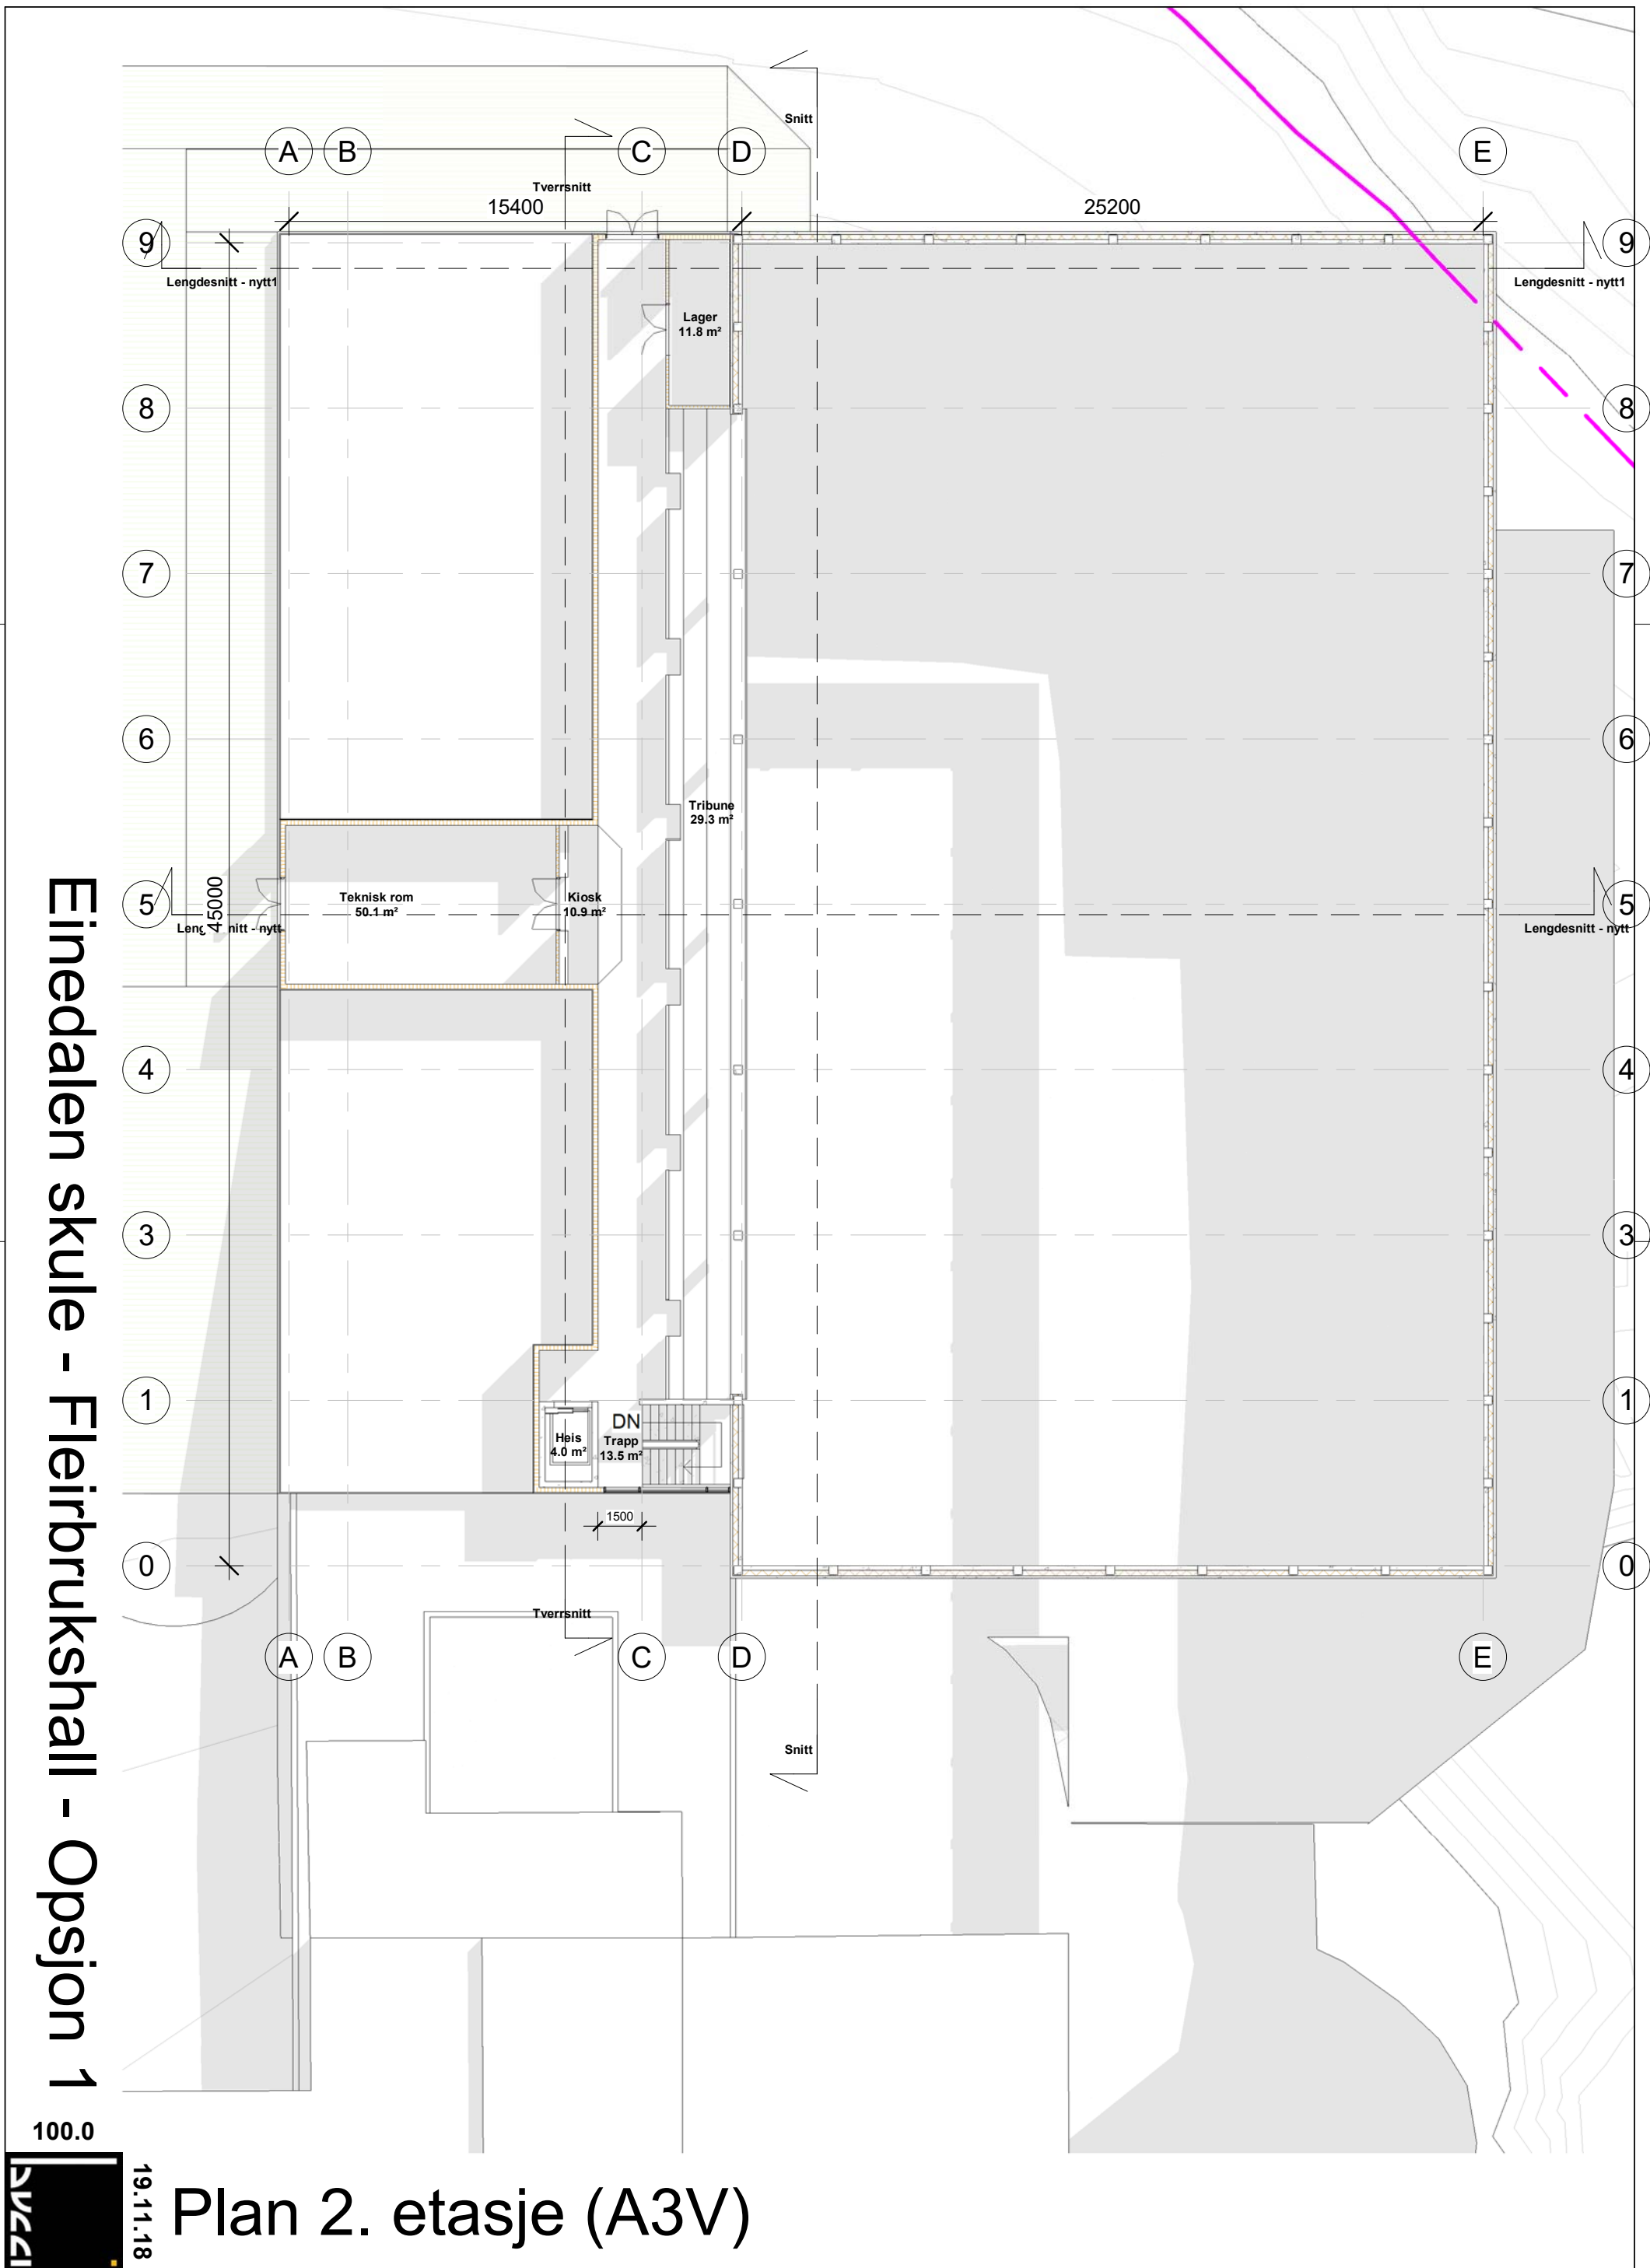 Snitt
A
B
C
D
E
Tverrsnitt
15400
25200
9
9
Lengdesnitt - nytt1
Lengdesnitt - nytt1
Lager
11.8 m²
8
8
7
7
6
6
Tribune
29.3 m²
45000
5
5
Teknisk rom
50.1 m²
Kiosk
10.9 m²
Lengdesnitt - nytt
4
4
3
3
1
1
DN
Heis
4.0 m²
Trapp
13.5 m²
1500
0
0
Tverrsnitt
A
B
C
D
E
Snitt
Einedalen skule - Fleirbrukshall - Opsjon 1
100.0
19.11.18
Plan 2. etasje (A3V)